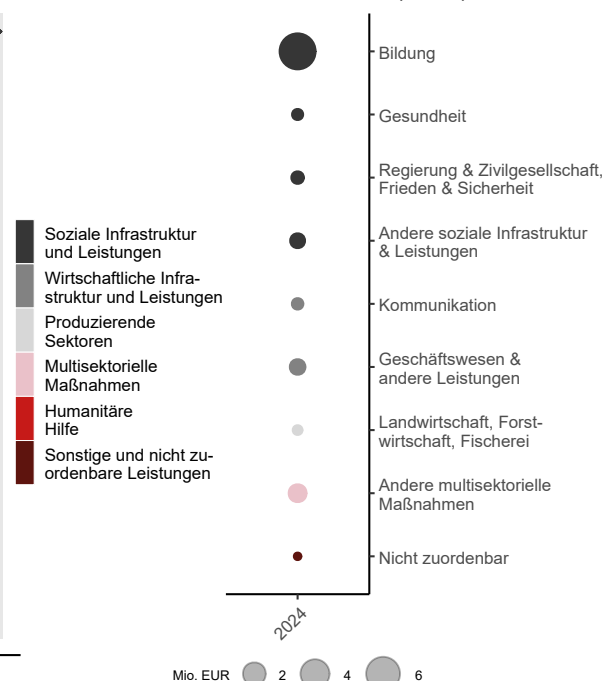 Bildung
Gesundheit
Regierung & Zivilgesellschaft,
Frieden & Sicherheit
Andere soziale Infrastruktur
& Leistungen
Kommunikation
Geschäftswesen &
andere Leistungen
Landwirtschaft, Forst-
wirtschaft, Fischerei
Andere multisektorielle
Maßnahmen
Nicht zuordenbar
Soziale Infrastruktur
und Leistungen
Wirtschaftliche Infra-
struktur und Leistungen
Produzierende
Sektoren
Multisektorielle
Maßnahmen
Humanitäre
Hilfe
Sonstige und nicht zu-
ordenbare Leistungen
2024
Mio. EUR 2 4 6